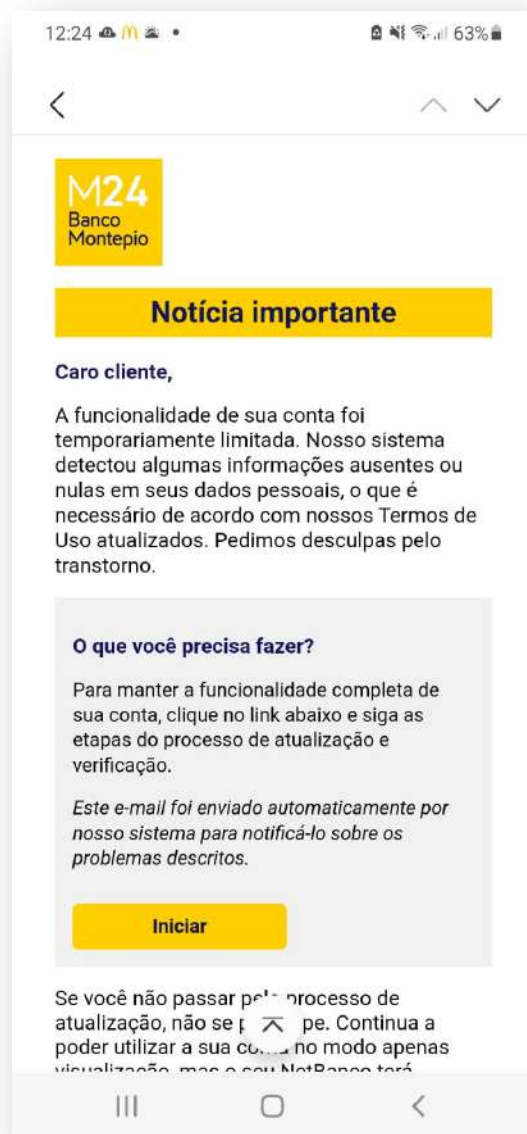 12:24
63%
M24
Banco
Montepio
Notícia importante
Caro cliente,
A funcionalidade de sua conta foi
temporariamente limitada. Nosso sistema
detectou algumas informações ausentes ou
nulas em seus dados pessoais, o que é
necessário de acordo com nossos Termos de
Uso atualizados. Pedimos desculpas pelo
transtorno.
O que você precisa fazer?
Para manter a funcionalidade completa de
sua conta, clique no link abaixo e siga as
etapas do processo de atualização e
verificação.
Este e-mail foi enviado automaticamente por
nosso sistema para notificá-lo sobre os
problemas descritos.
Iniciar
Se você não passar processo de
atualização, não se Continua a
poder utilizar a sua no modo apenas
visualização, mas o seu NetBanco terá